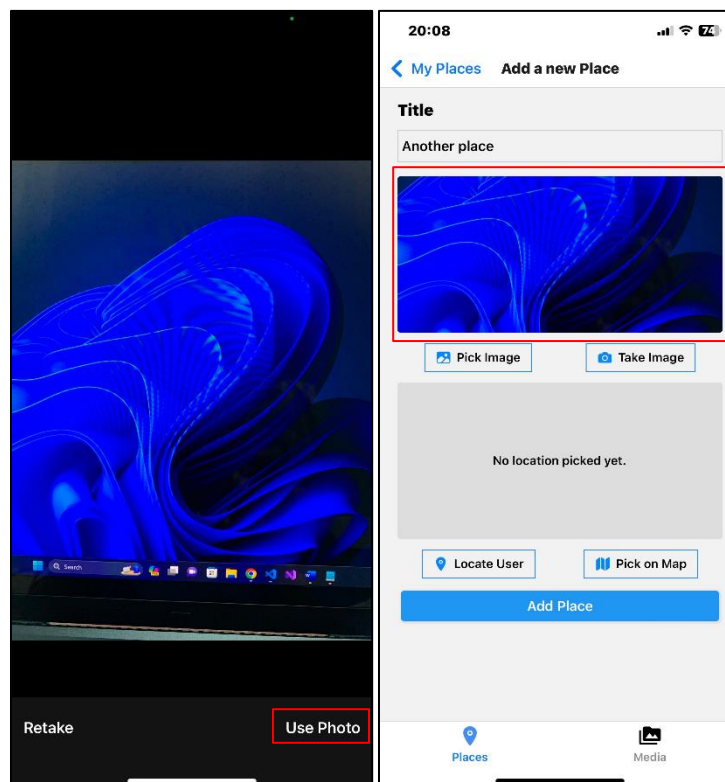 Search
Retake
Use Photo
20:08
74
My Places
Add a new Place
Title
Another place
Pick Image
Take Image
No location picked yet.
Locate User
Pick on Map
Add Place
Places
Media